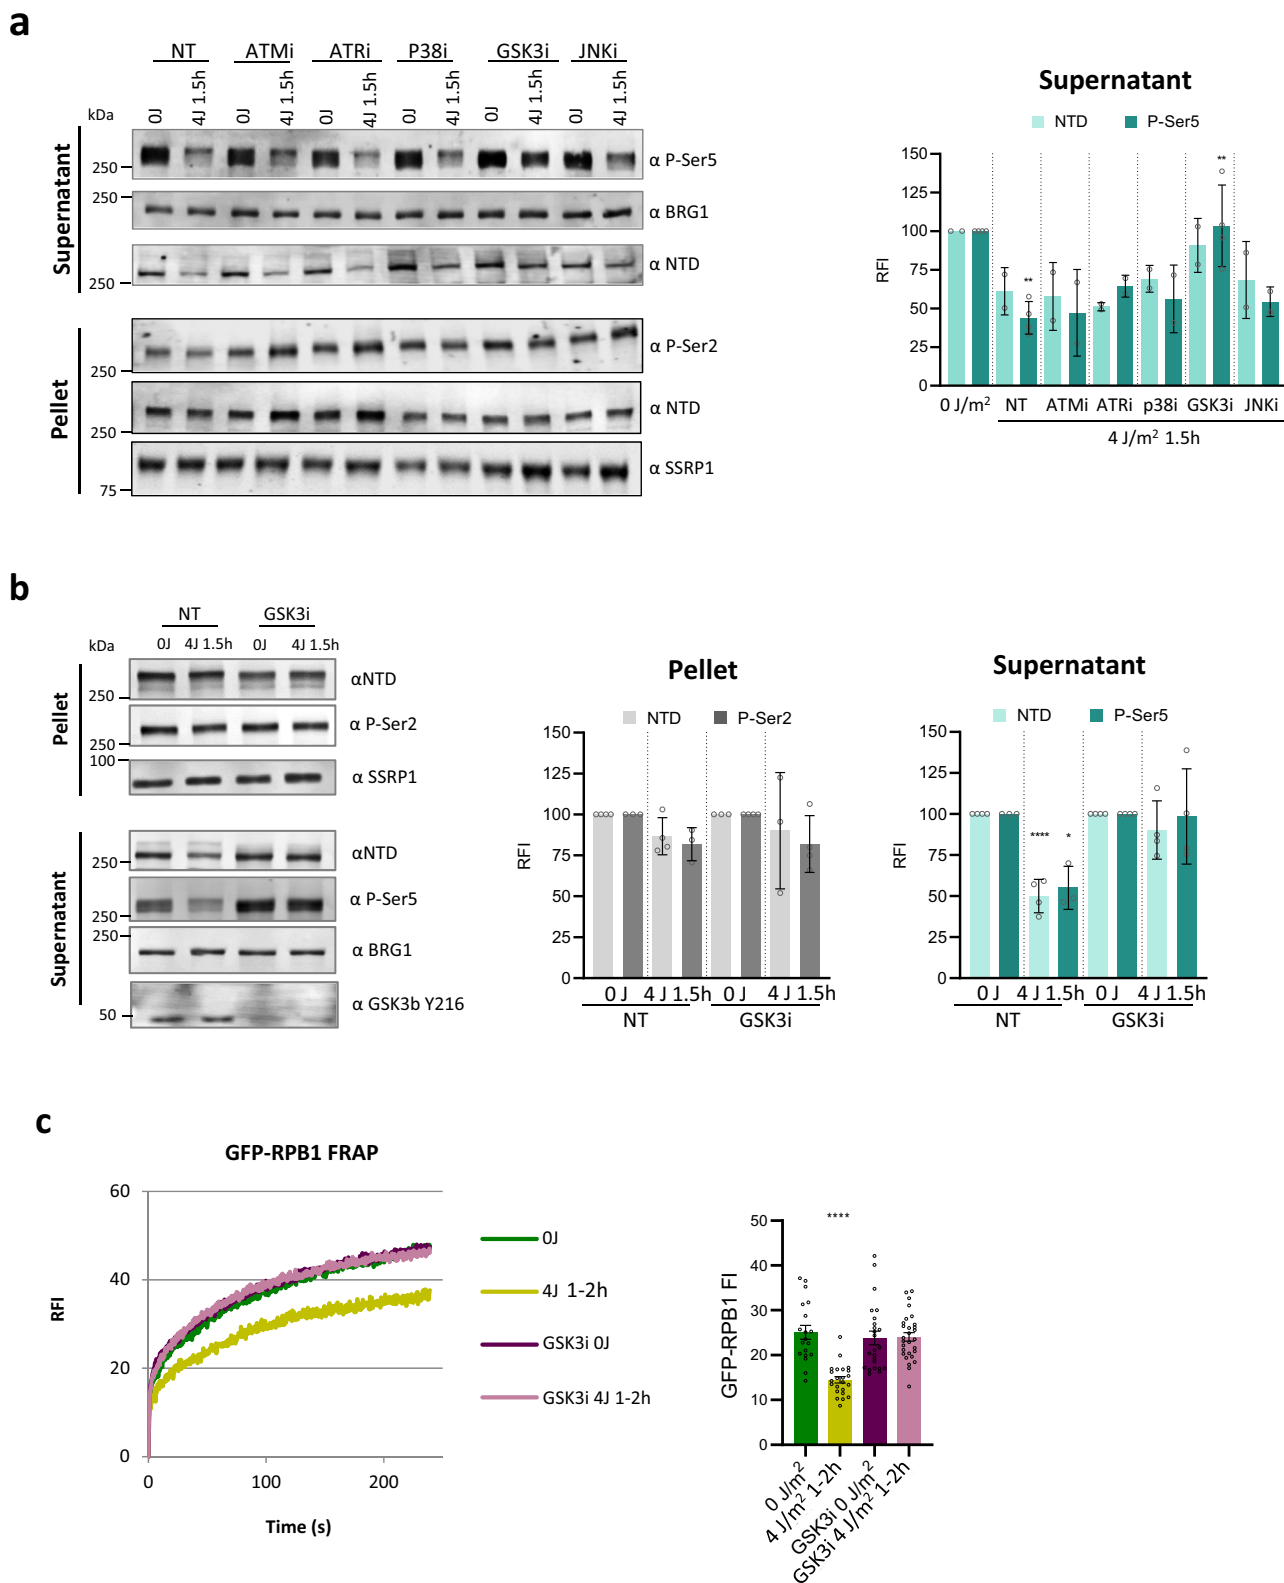 a
NT ATMi ATRi P38i GSK3i JNKi
kDa 0J 4J 1.5h 0J 4J 1.5h 0J 4J 1.5h 0J 4J 1.5h 0J 4J 1.5h 0J 4J 1.5h
Supernatant
250 α P-Ser5
250 α BRG1
250 α NTD
Pellet
250 α P-Ser2
250 α NTD
75 α SSRP1
Supernatant
NTD P-Ser5
RFI
150
125
100
75
50
25
0
** **
0 J/m² NT ATMi ATRi p38i GSK3i JNKi
4 J/m² 1.5h
b
NT GSK3i
kDa 0J 4J 1.5h 0J 4J 1.5h
Pellet
250 αNTD
250 α P-Ser2
100 α SSRP1
Supernatant
250 αNTD
250 α P-Ser5
250 α BRG1
50 α GSK3b Y216
Pellet
NTD P-Ser2
RFI
150
125
100
75
50
25
0
0 J 4 J 1.5h 0 J 4 J 1.5h
NT GSK3i
Supernatant
NTD P-Ser5
RFI
150
125
100
75
50
25
0
**** *
0 J 4 J 1.5h 0 J 4 J 1.5h
NT GSK3i
c
GFP-RPB1 FRAP
RFI
60
40
20
0
0 100 200
Time (s)
0J
4J 1-2h
GSK3i 0J
GSK3i 4J 1-2h
GFP-RPB1 FI
50
40
30
20
10
0
****
0 J/m²
4 J/m² 1-2h
GSK3i 0 J/m²
GSK3i 4 J/m² 1-2h